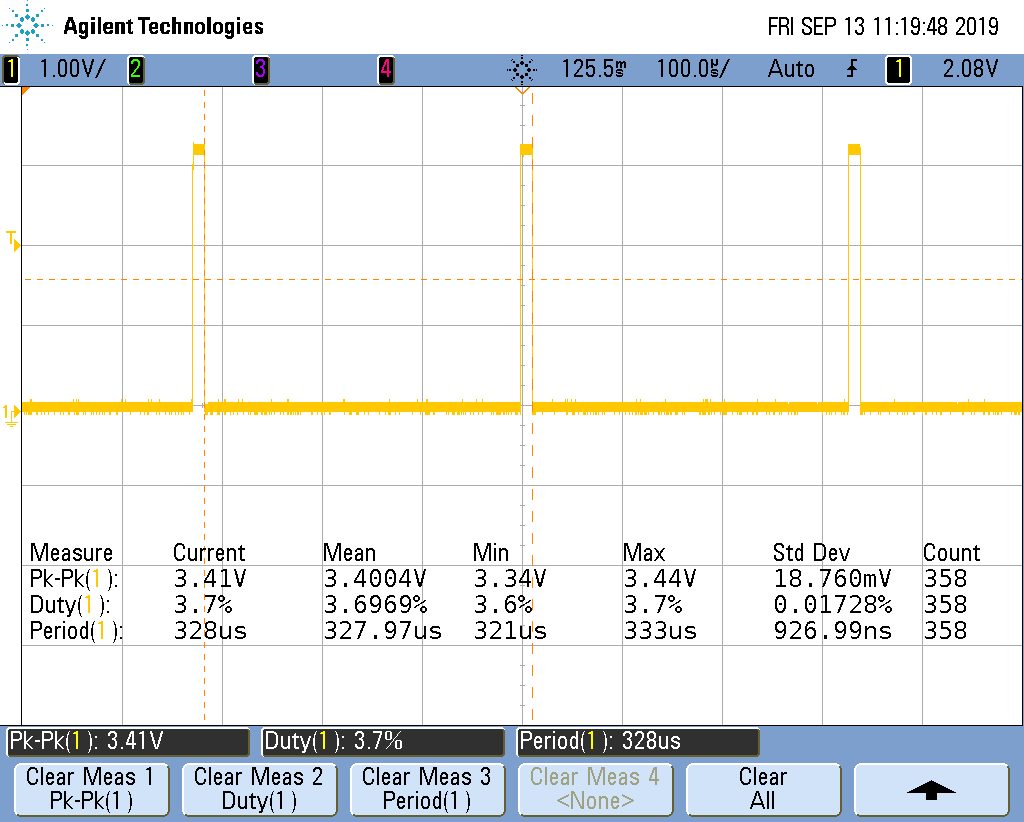 Agilent Technologies FRI SEP 13 11:19:48 2019
1 1.00V/ 2 3 4 125.5ms 100.0us/ Auto 1 2.08V
T
1
Measure Current Mean Min Max Std Dev Count
Pk-Pk(1): 3.41V 3.4004V 3.34V 3.44V 18.760mV 358
Duty(1): 3.7% 3.6969% 3.6% 3.7% 0.01728% 358
Period(1): 328us 327.97us 321us 333us 926.99ns 358
Pk-Pk(1): 3.41V Duty(1): 3.7% Period(1): 328us
Clear Meas 1 Clear Meas 2 Clear Meas 3 Clear Meas 4 Clear
Pk-Pk(1) Duty(1) Period(1) <None> All